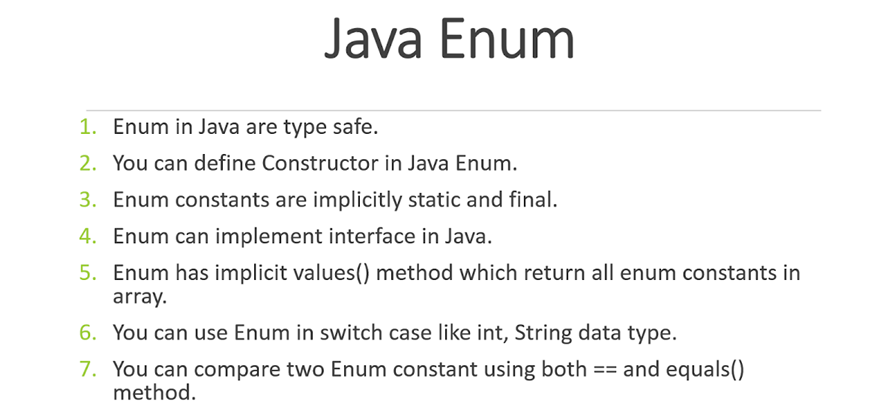 Java Enum
1. Enum in Java are type safe.
2. You can define Constructor in Java Enum.
3. Enum constants are implicitly static and final.
4. Enum can implement interface in Java.
5. Enum has implicit values() method which return all enum constants in
array.
6. You can use Enum in switch case like int, String data type.
7. You can compare two Enum constant using both == and equals()
method.